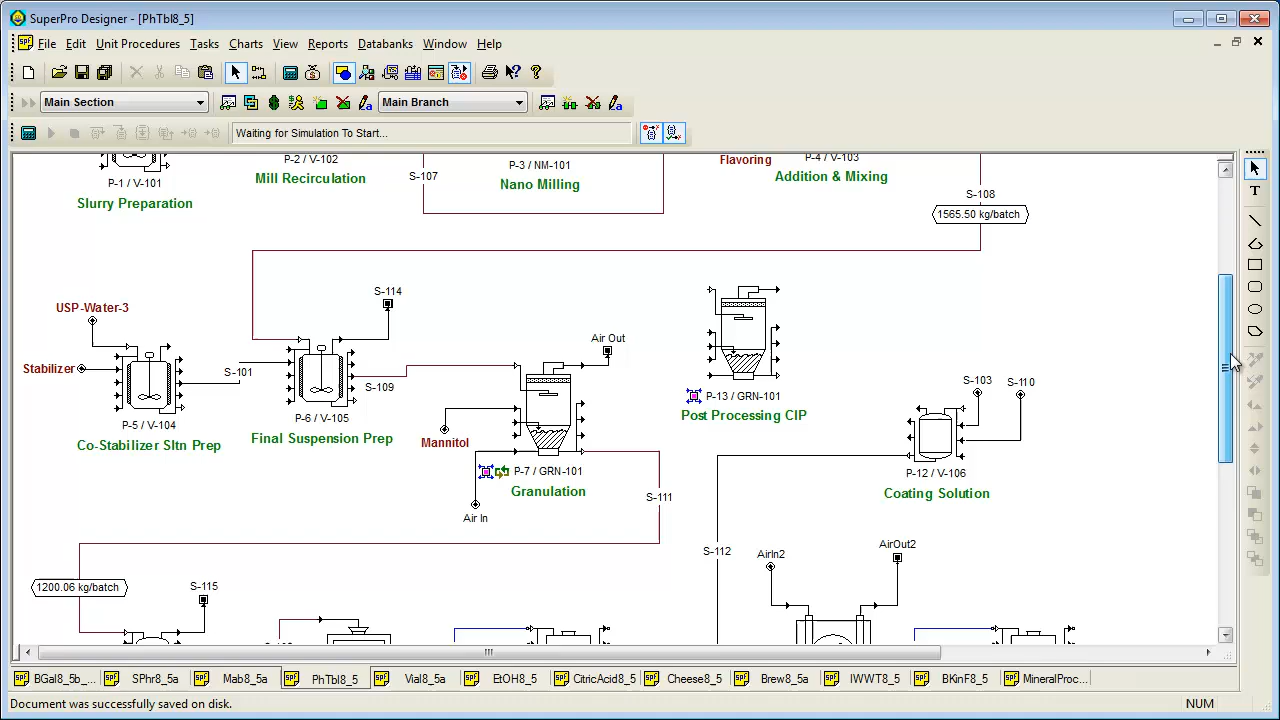 SuperPro Designer - [PhTbl8_5]
File Edit Unit Procedures Tasks Charts View Reports Databanks Window Help
Main Section
Main Branch
Waiting for Simulation To Start...
P-1 / V-101
Slurry Preparation
P-2 / V-102
Mill Recirculation
S-107
P-3 / NM-101
Nano Milling
Flavoring
P-4 / V-103
Addition & Mixing
S-108
1565.50 kg/batch
USP-Water-3
Stabilizer
S-101
P-5 / V-104
Co-Stabilizer Sltn Prep
S-114
S-109
P-6 / V-105
Final Suspension Prep
Air Out
Mannitol
P-7 / GRN-101
Granulation
Air In
S-111
P-13 / GRN-101
Post Processing CIP
S-103
S-110
P-12 / V-106
Coating Solution
S-112
AirIn2
AirOut2
1200.06 kg/batch
S-115
BGal8_5b_...
SPhr8_5a
Mab8_5a
PhTbl8_5
Vial8_5a
EtOH8_5
CitricAcid8_5
Cheese8_5
Brew8_5a
IWWT8_5
BKinF8_5
MineralProc...
Document was successfully saved on disk.
NUM